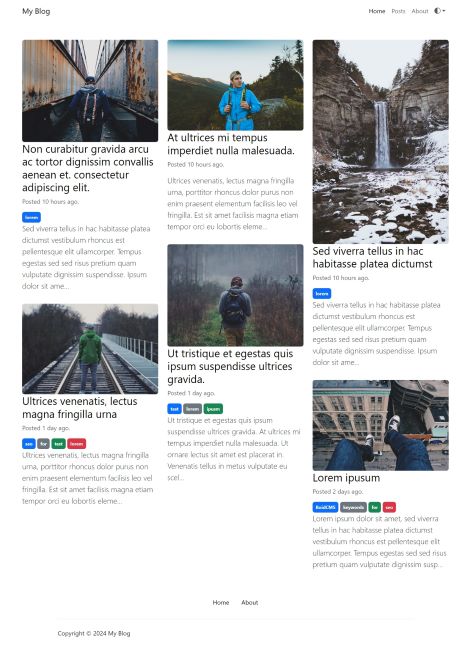 My Blog
Home Posts About
Non curabitur gravida arcu
ac tortor dignissim convallis
aenean et. consectetur
adipiscing elit.
Posted 10 hours ago.
lorem
Sed viverra tellus in hac habitasse platea
dictumst vestibulum rhoncus est
pellentesque elit ullamcorper. Tempus
egestas sed sed risus pretium quam
vulputate dignissim suspendisse. Ipsum
dolor sit ame...
Ultrices venenatis, lectus
magna fringilla urna
Posted 1 day ago.
seo for test lorem
Ultrices venenatis, lectus magna fringilla
urna, porttitor rhoncus dolor purus non
enim praesent elementum facilisis leo vel
fringilla. Est sit amet facilisis magna etiam
tempor orci eu lobortis eleme...
At ultrices mi tempus
imperdiet nulla malesuada.
Posted 10 hours ago.
Ultrices venenatis, lectus magna fringilla
urna, porttitor rhoncus dolor purus non
enim praesent elementum facilisis leo vel
fringilla. Est sit amet facilisis magna etiam
tempor orci eu lobortis eleme...
Ut tristique et egestas quis
ipsum suspendisse ultrices
gravida.
Posted 1 day ago.
test lorem ipsum
Ut tristique et egestas quis ipsum
suspendisse ultrices gravida. At ultrices mi
tempus imperdiet nulla malesuada. Ut
ornare lectus sit amet est placerat in.
Venenatis tellus in metus vulputate eu
scel...
Sed viverra tellus in hac
habitasse platea dictumst
Posted 10 hours ago.
lorem
Sed viverra tellus in hac habitasse platea
dictumst vestibulum rhoncus est
pellentesque elit ullamcorper. Tempus
egestas sed sed risus pretium quam
vulputate dignissim suspendisse. Ipsum
dolor sit ame...
Lorem ipusum
Posted 2 days ago.
BoidCMS keywords for seo
Lorem ipsum dolor sit amet, sed viverra
tellus in hac habitasse platea dictumst
vestibulum rhoncus est pellentesque elit
ullamcorper. Tempus egestas sed sed risus
pretium quam vulputate dignissim susp...
Home About
Copyright © 2024 My Blog